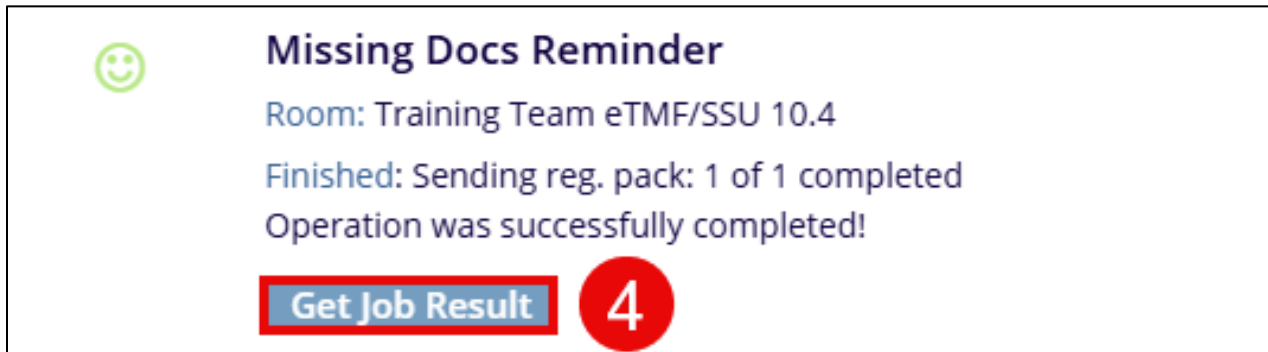 Missing Docs Reminder
Room: Training Team eTMF/SSU 10.4
Finished: Sending reg. pack: 1 of 1 completed
Operation was successfully completed!
Get Job Result 4